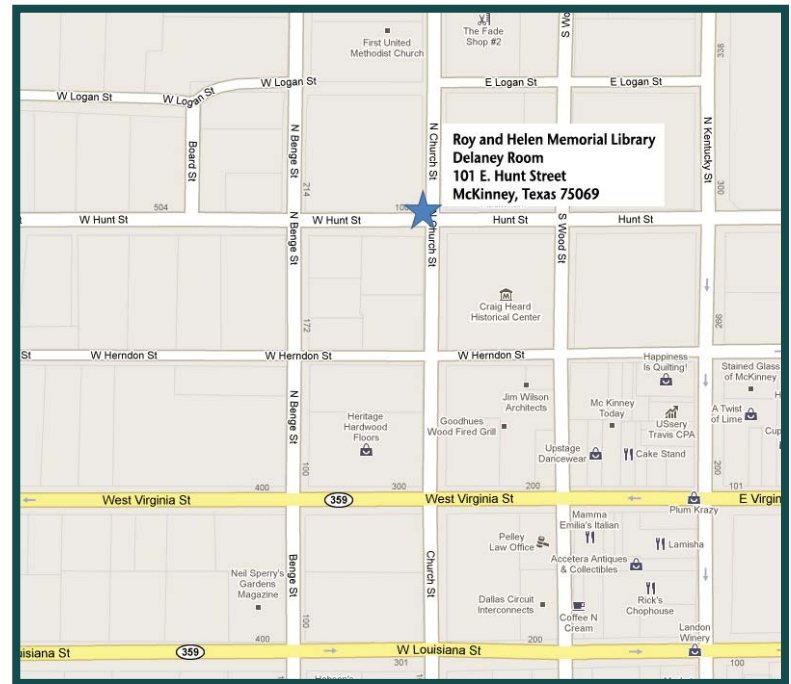 First United
Methodist Church
The Fade
Shop #2
S Wo
338
W Logan St
W Logan St
W Logan St
E Logan St
E Logan St
Board St
N Benge St
214
N Church St
N Kentucky St
300
Roy and Helen Memorial Library
Delaney Room
101 E. Hunt Street
McKinney, Texas 75069
504
W Hunt St
N Benge St
W Hunt St
N Church St
Hunt St
S Wood St
Hunt St
Craig Heard
Historical Center
266
172
St
W Herndon St
W Herndon St
W Herndon St
Happiness
Is Quilting!
Stained Glass
of McKinney
Jim Wilson
Architects
N Benge St
Heritage
Hardwood
Floors
Goodhues
Wood Fired Grill
Mc Kinney
Today
USsery
Travis CPA
A Twist
of Lime
Upstage
Dancewear
Cake Stand
Cup
100
200
101
400
300
200
West Virginia St
359
West Virginia St
E Virgin
Plum Krazy
Mamma
Emilia's Italian
Pelley
Law Office
Lamisha
Accetera Antiques
& Collectibles
Benge St
Church St
Neil Sperry's
Gardens
Magazine
Dallas Circuit
Interconnects
Coffee N
Cream
Rick's
Chophouse
Landon
Winery
100
400
200
uisiana St
359
W Louisiana St
301
100